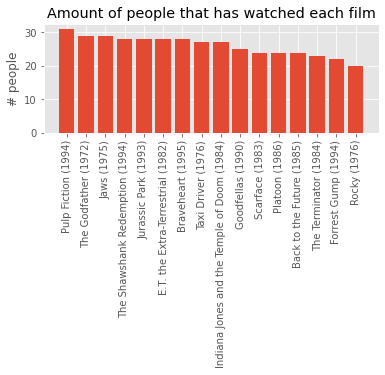 Amount of people that has watched each film
# people
30
20
10
0
Pulp Fiction (1994)
The Godfather (1972)
Jaws (1975)
The Shawshank Redemption (1994)
Jurassic Park (1993)
E.T. the Extra-Terrestrial (1982)
Braveheart (1995)
Taxi Driver (1976)
Indiana Jones and the Temple of Doom (1984)
Goodfellas (1990)
Scarface (1983)
Platoon (1986)
Back to the Future (1985)
The Terminator (1984)
Forrest Gump (1994)
Rocky (1976)